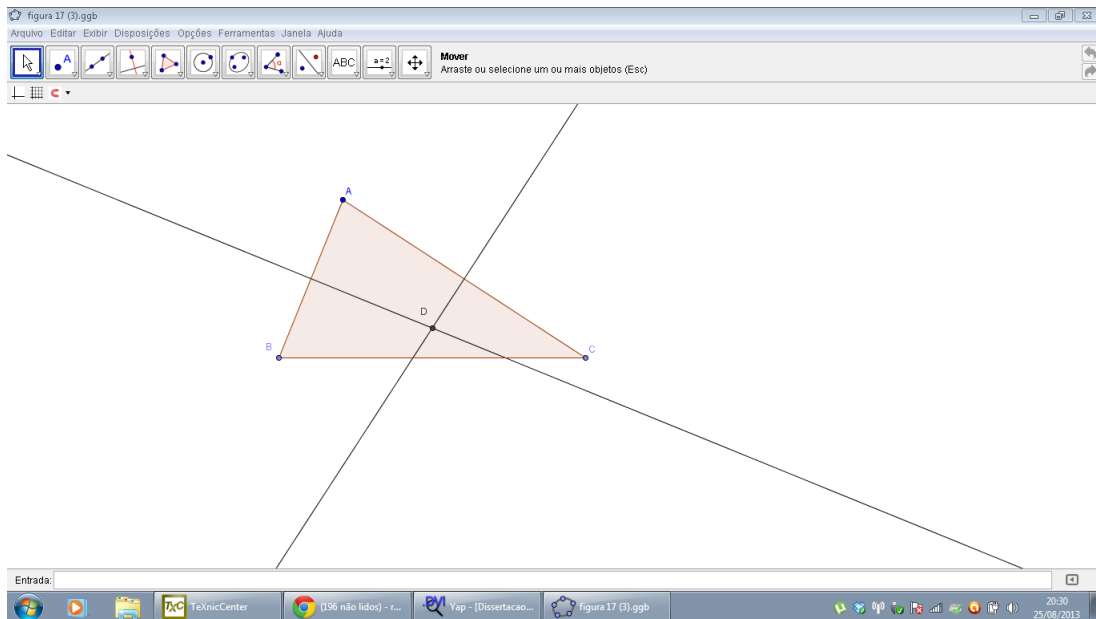 figura 17 (3).ggb
Arquivo Editar Exibir Disposições Opções Ferramentas Janela Ajuda
A
α
ABC
a=2
Mover
Arraste ou selecione um ou mais objetos (Esc)
A
D
B
C
Entrada:
TXC TeXnicCenter
(196 não lidos) - r...
DVI Yap - [Dissertacao...
figura 17 (3).ggb
20:30
25/08/2013